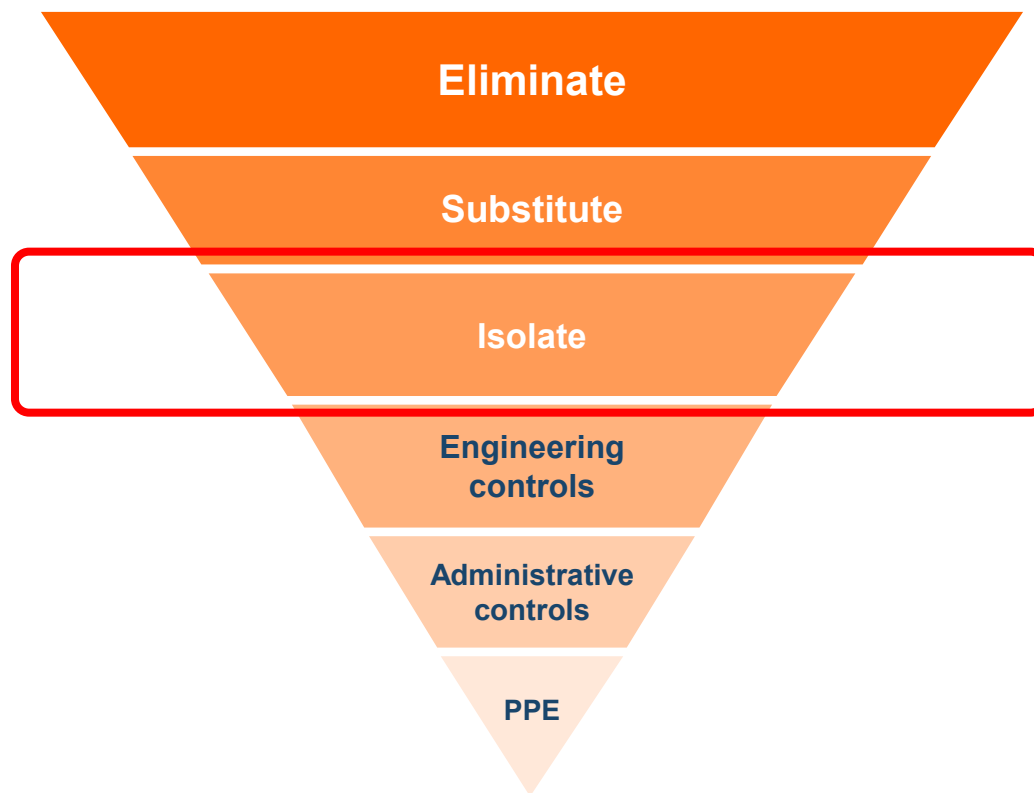 Eliminate
Substitute
Isolate
Engineering
controls
Administrative
controls
PPE